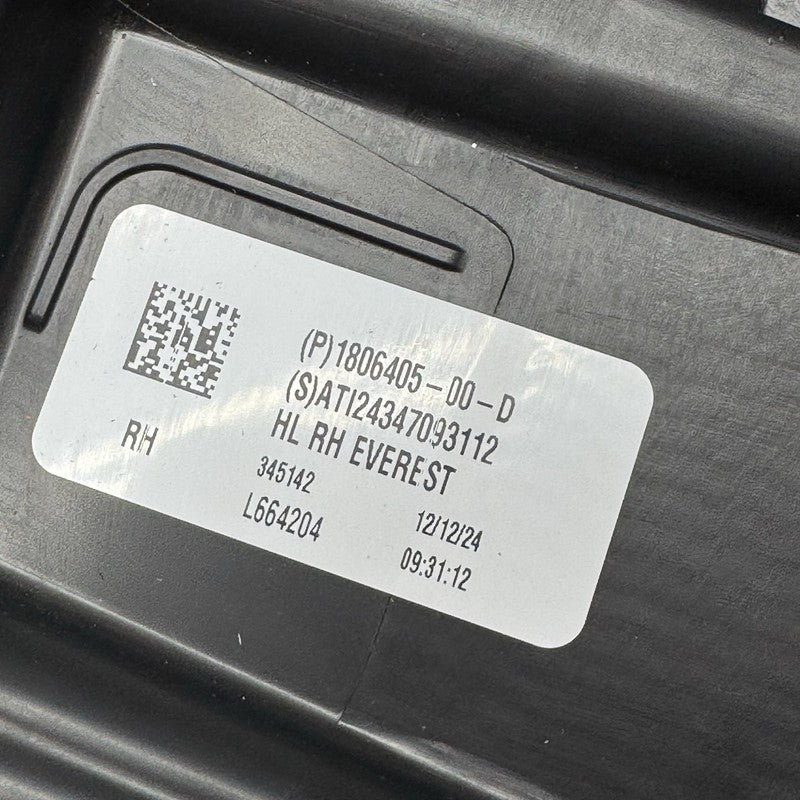 (P)1806405-00-D
(S)ATI24347093112
HL RH EVEREST
RH
345142
L664204
12/12/24
09:31:12